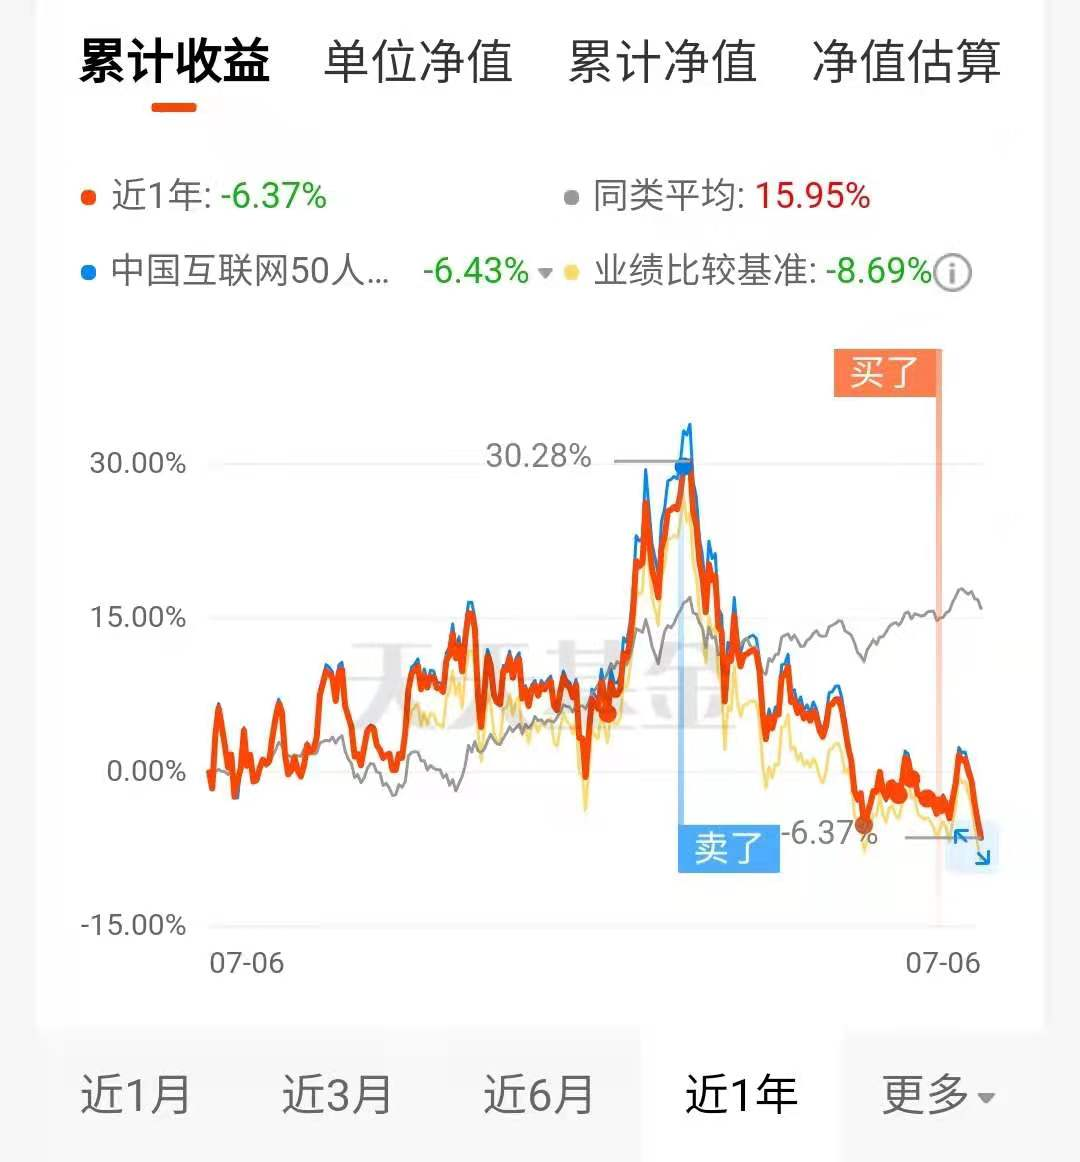 累计收益 单位净值 累计净值 净值估算
近1年: -6.37% 同类平均: 15.95%
中国互联网50人... -6.43% 业绩比较基准: -8.69%
买了
30.28%
30.00%
15.00%
天天基金
0.00%
-6.37%
卖了
-15.00%
07-06 07-06
近1月 近3月 近6月 近1年 更多